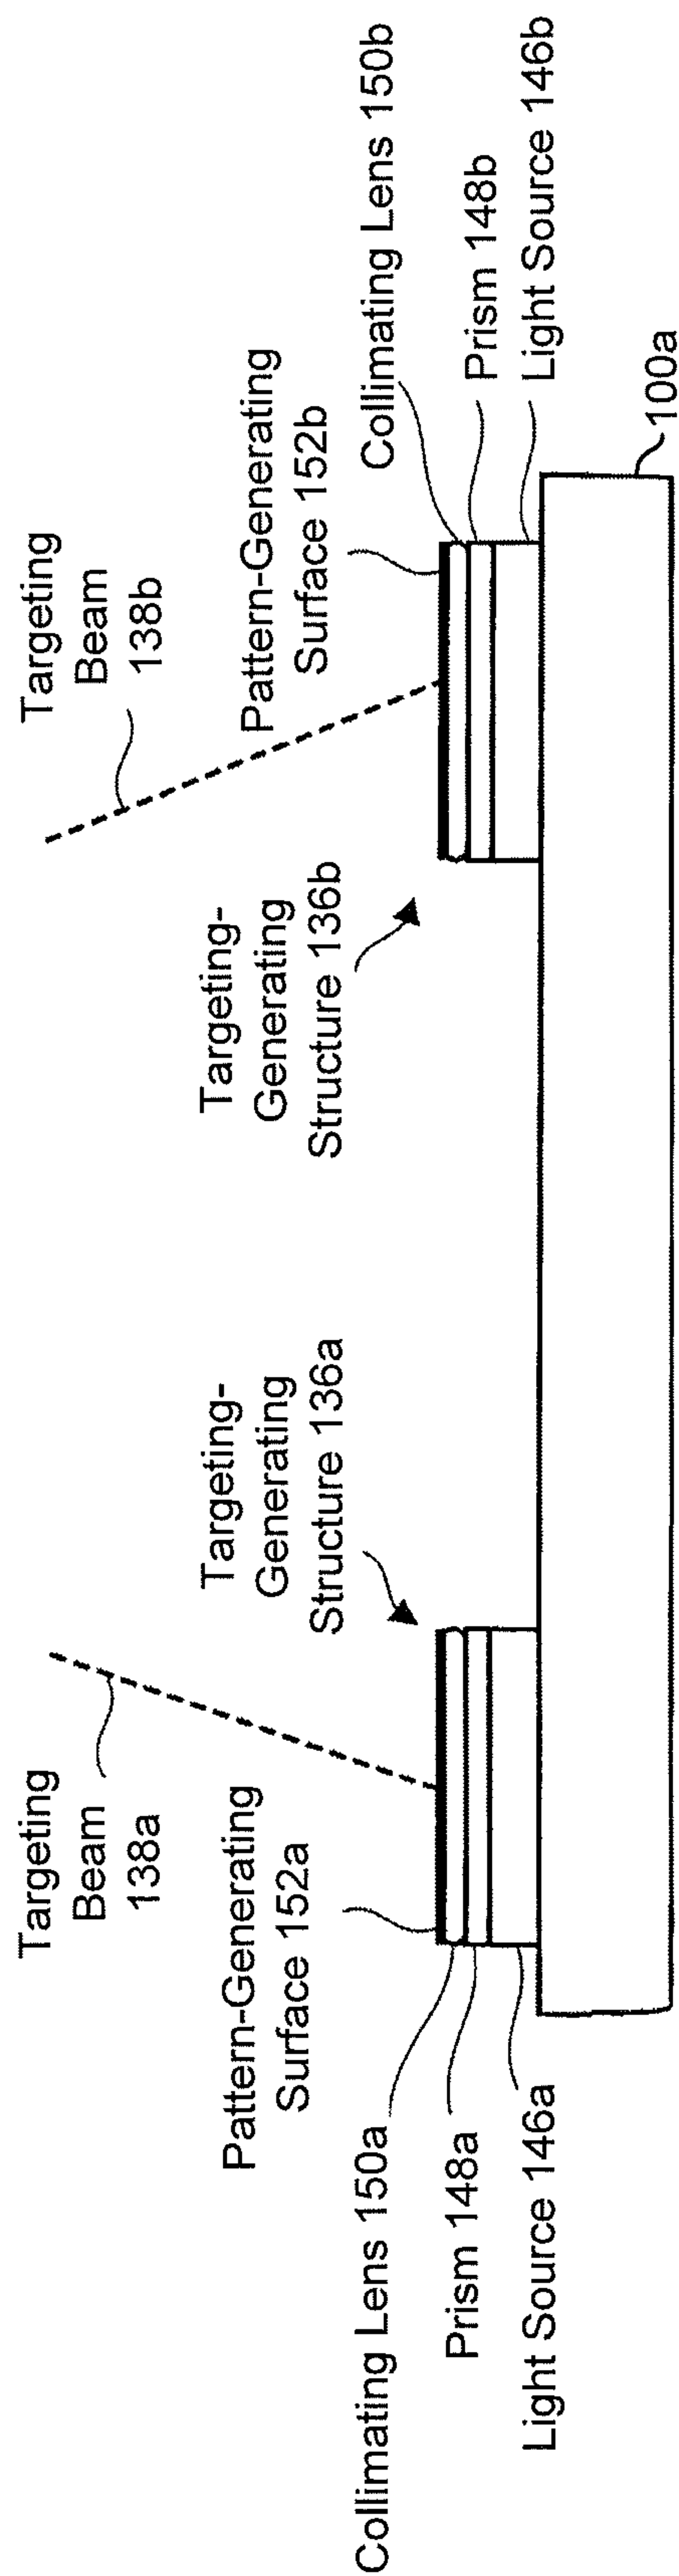 Targeting
Beam
138a
Targeting
Beam
138b
Pattern-Generating
Surface 152a
Targeting-
Generating
Structure 136a
Targeting-
Generating
Structure 136b
Pattern-Generating
Surface 152b
Collimating Lens 150a
Prism 148a
Light Source 146a
Collimating Lens 150b
Prism 148b
Light Source 146b
100a